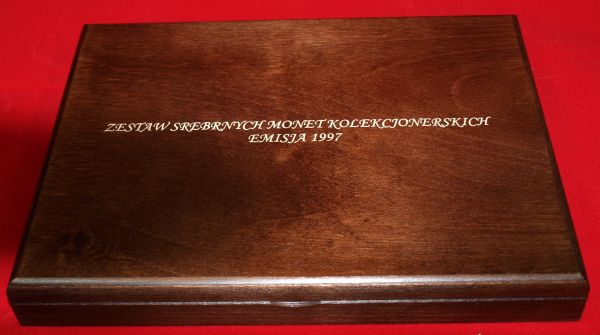 ZESTAW SREBRNYCH MONET KOLEKCJONERSKICH
EMISJA 1997